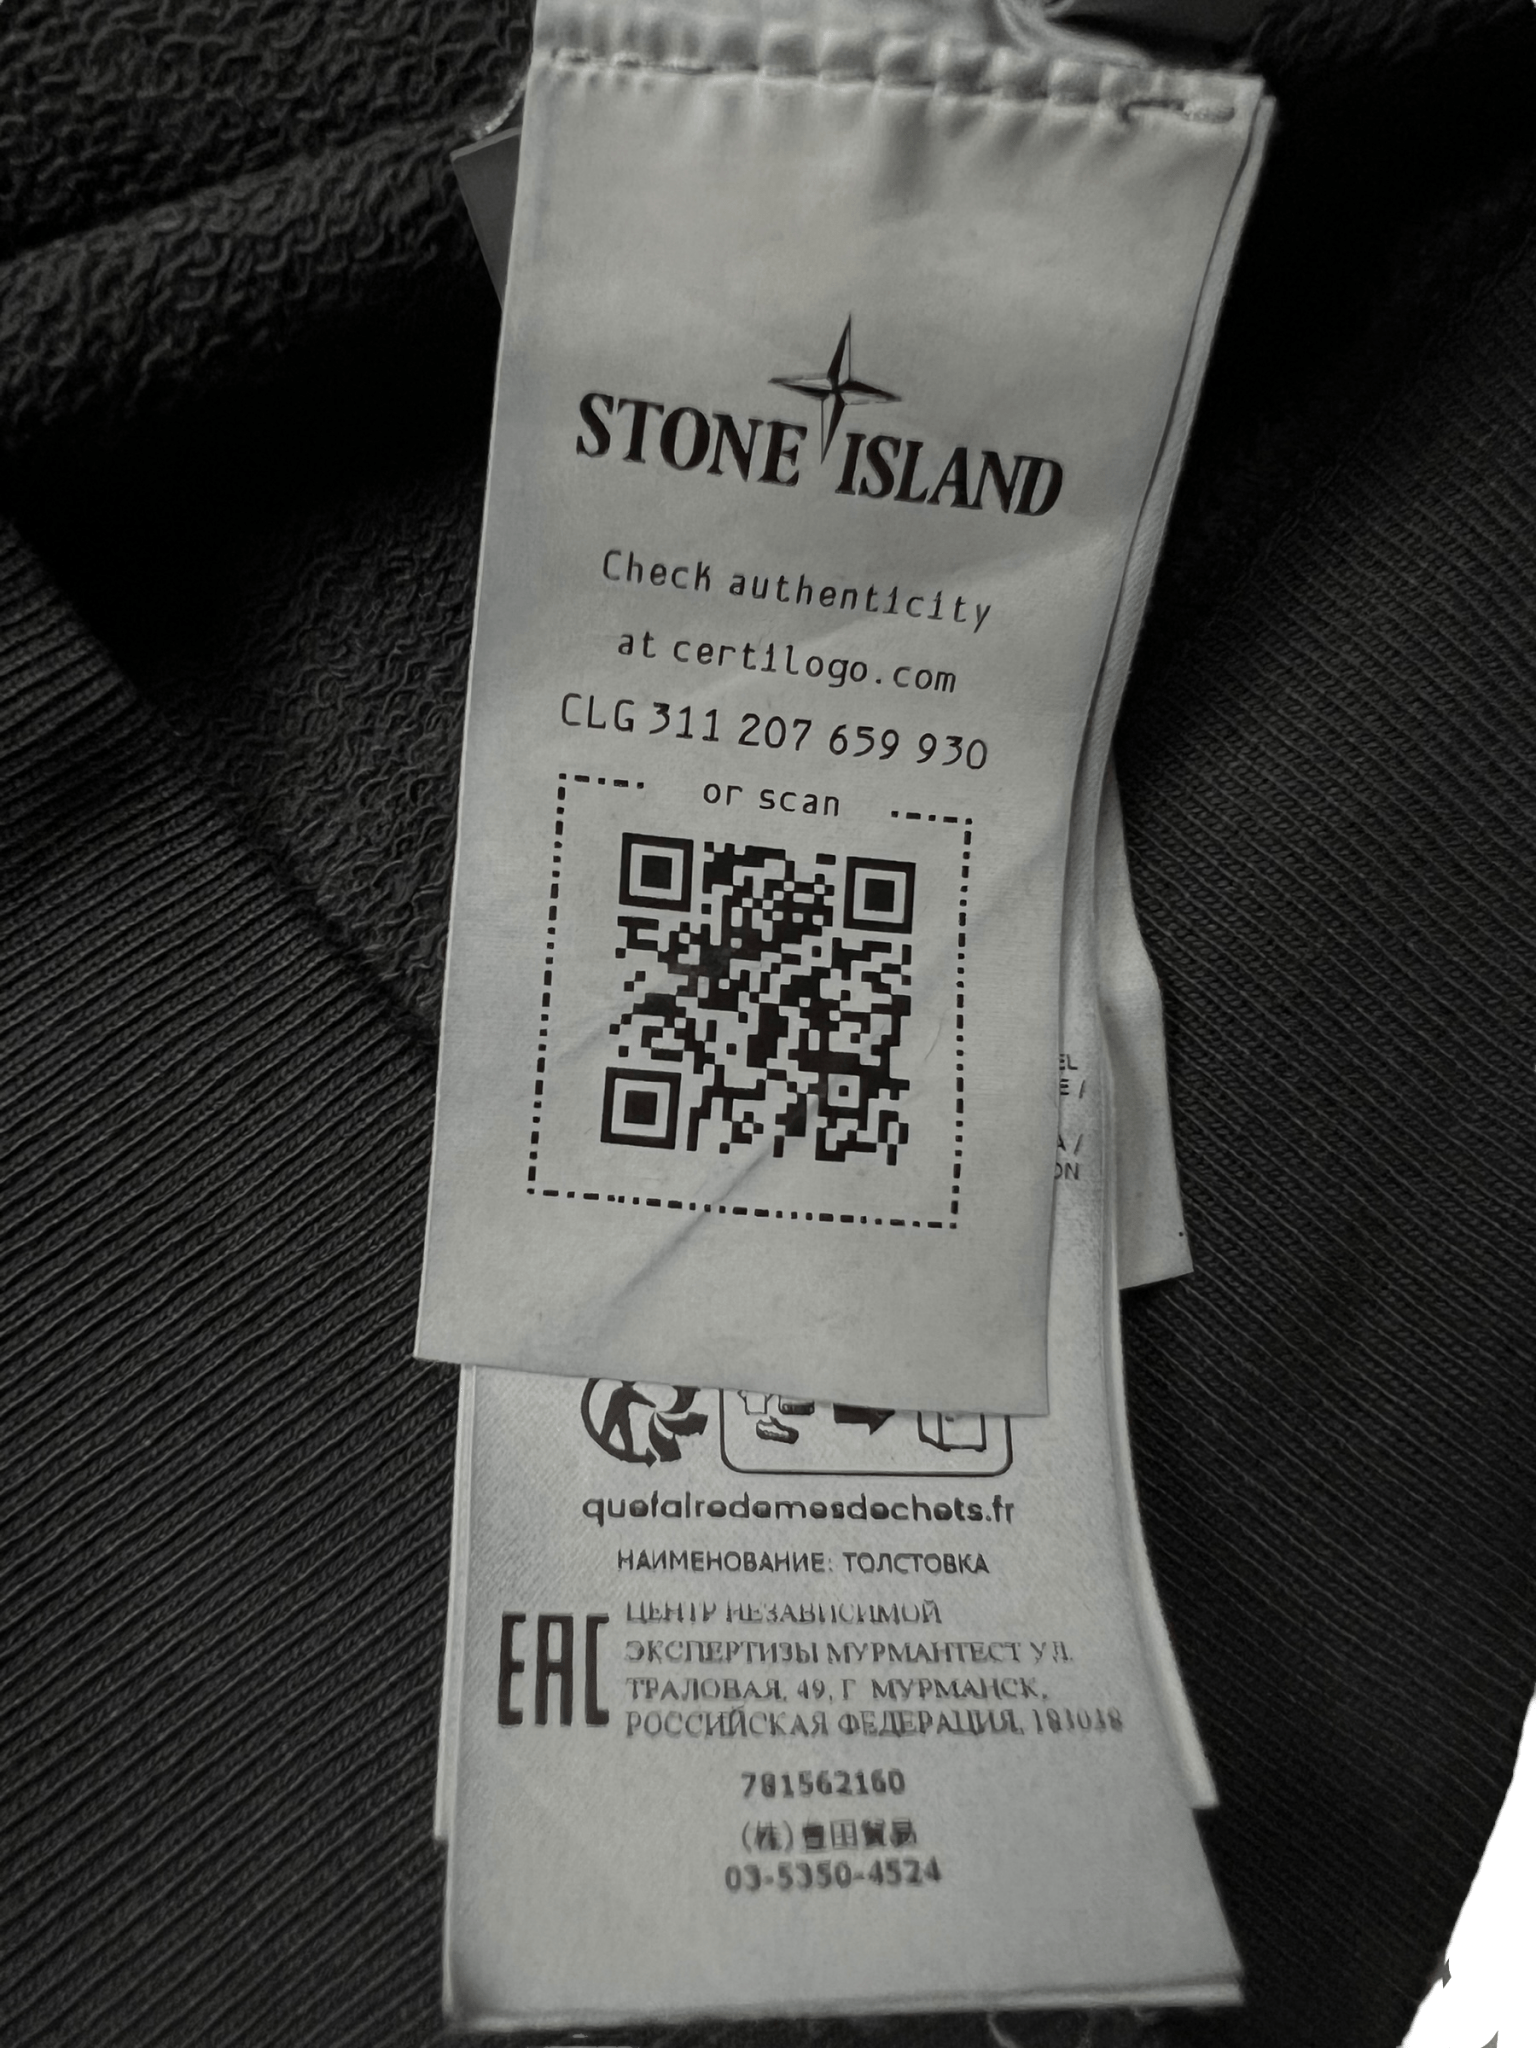 STONE ISLAND
Check authenticity
at certilogo.com
CLG 311 207 659 930
or scan
EL
E /
A /
ON
quefairedemesdechets.fr
НАИМЕНОВАНИЕ: ТОЛСТОВКА
EAC
ЦЕНТР НЕЗАВИСИМОЙ
ЭКСПЕРТИЗЫ МУРМАНТЕСТ УЛ.
ТРАЛОВАЯ, 49, Г МУРМАНСК,
РОССИЙСКАЯ ФЕДЕРАЦИЯ, 183038
781562160
(株)豊田貿易
03-5350-4524